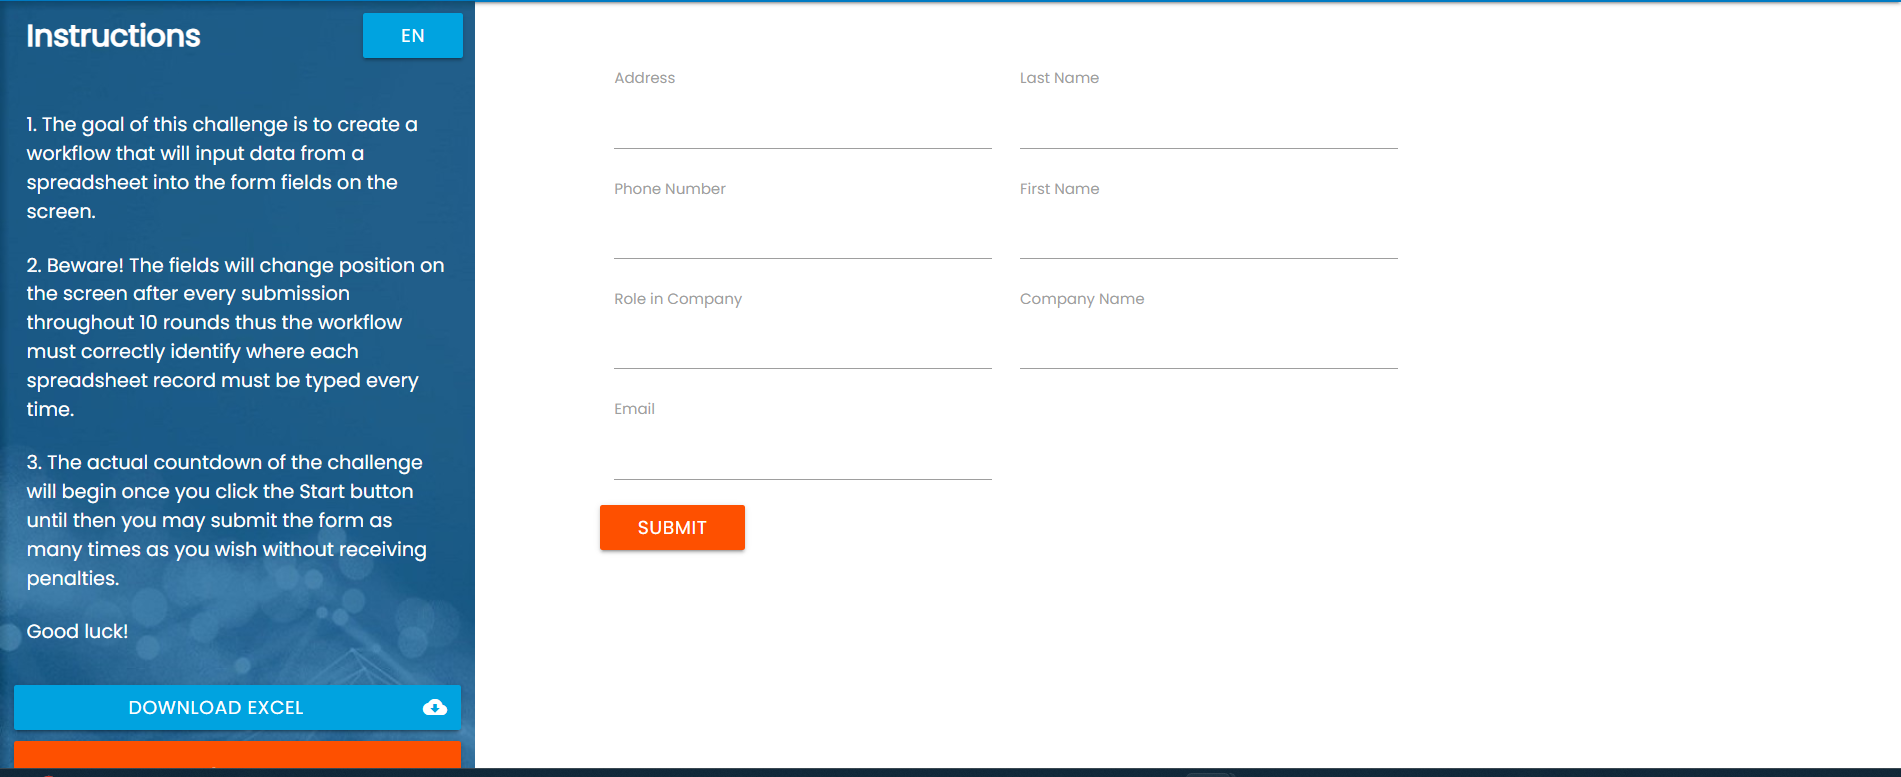 Instructions
EN
1. The goal of this challenge is to create a
workflow that will input data from a
spreadsheet into the form fields on the
screen.
2. Beware! The fields will change position on
the screen after every submission
throughout 10 rounds thus the workflow
must correctly identify where each
spreadsheet record must be typed every
time.
3. The actual countdown of the challenge
will begin once you click the Start button
until then you may submit the form as
many times as you wish without receiving
penalties.
Good luck!
DOWNLOAD EXCEL
Address
Last Name
Phone Number
First Name
Role in Company
Company Name
Email
SUBMIT